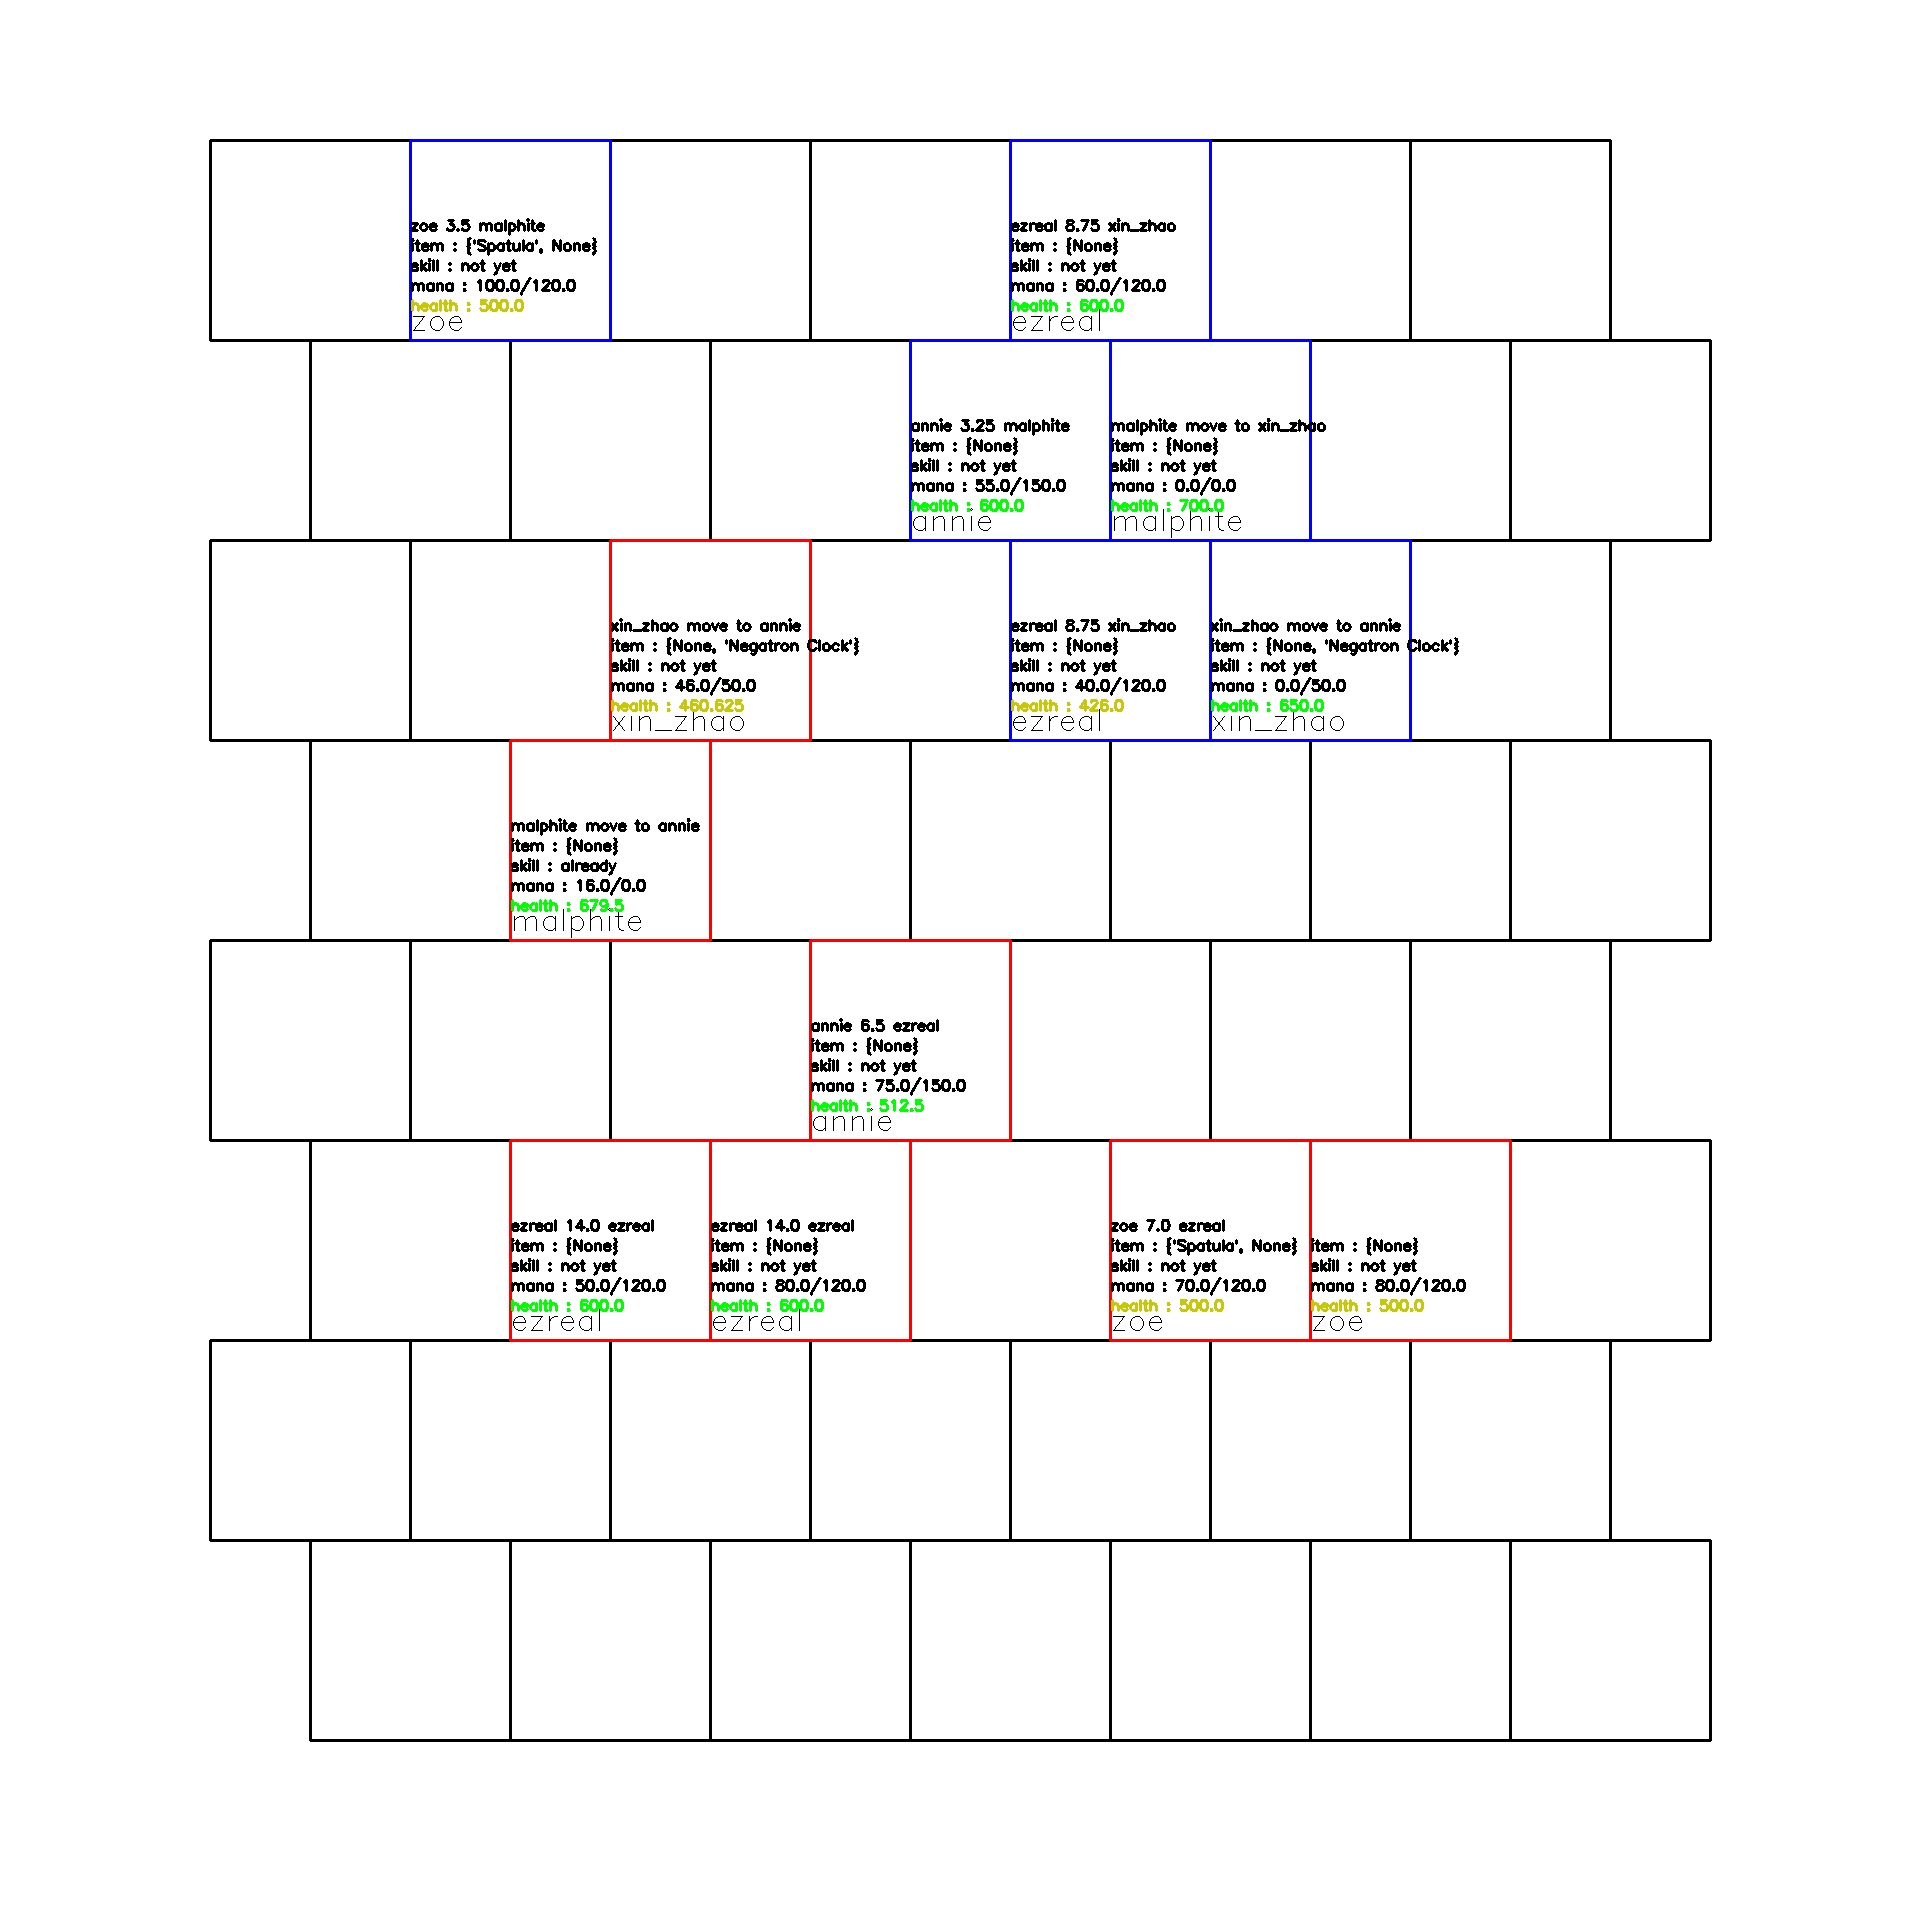 zoe 3.5 malphite
item : {'Spatula', None}
skill : not yet
mana : 100.0/120.0
health : 500.0
zoe
ezreal 8.75 xin_zhao
item : {None}
skill : not yet
mana : 60.0/120.0
health : 600.0
ezreal
annie 3.25 malphite
item : {None}
skill : not yet
mana : 55.0/150.0
health : 600.0
annie
malphite move to xin_zhao
item : {None}
skill : not yet
mana : 0.0/0.0
health : 700.0
malphite
xin_zhao move to annie
item : {None, 'Negatron Clock'}
skill : not yet
mana : 46.0/50.0
health : 460.625
xin_zhao
ezreal 8.75 xin_zhao
item : {None}
skill : not yet
mana : 40.0/120.0
health : 426.0
ezreal
xin_zhao move to annie
item : {None, 'Negatron Clock'}
skill : not yet
mana : 0.0/50.0
health : 650.0
xin_zhao
malphite move to annie
item : {None}
skill : already
mana : 16.0/0.0
health : 679.5
malphite
annie 6.5 ezreal
item : {None}
skill : not yet
mana : 75.0/150.0
health : 512.5
annie
ezreal 14.0 ezreal
item : {None}
skill : not yet
mana : 50.0/120.0
health : 600.0
ezreal
ezreal 14.0 ezreal
item : {None}
skill : not yet
mana : 80.0/120.0
health : 600.0
ezreal
zoe 7.0 ezreal
item : {'Spatula', None}
skill : not yet
mana : 70.0/120.0
health : 500.0
zoe
item : {None}
skill : not yet
mana : 80.0/120.0
health : 500.0
zoe